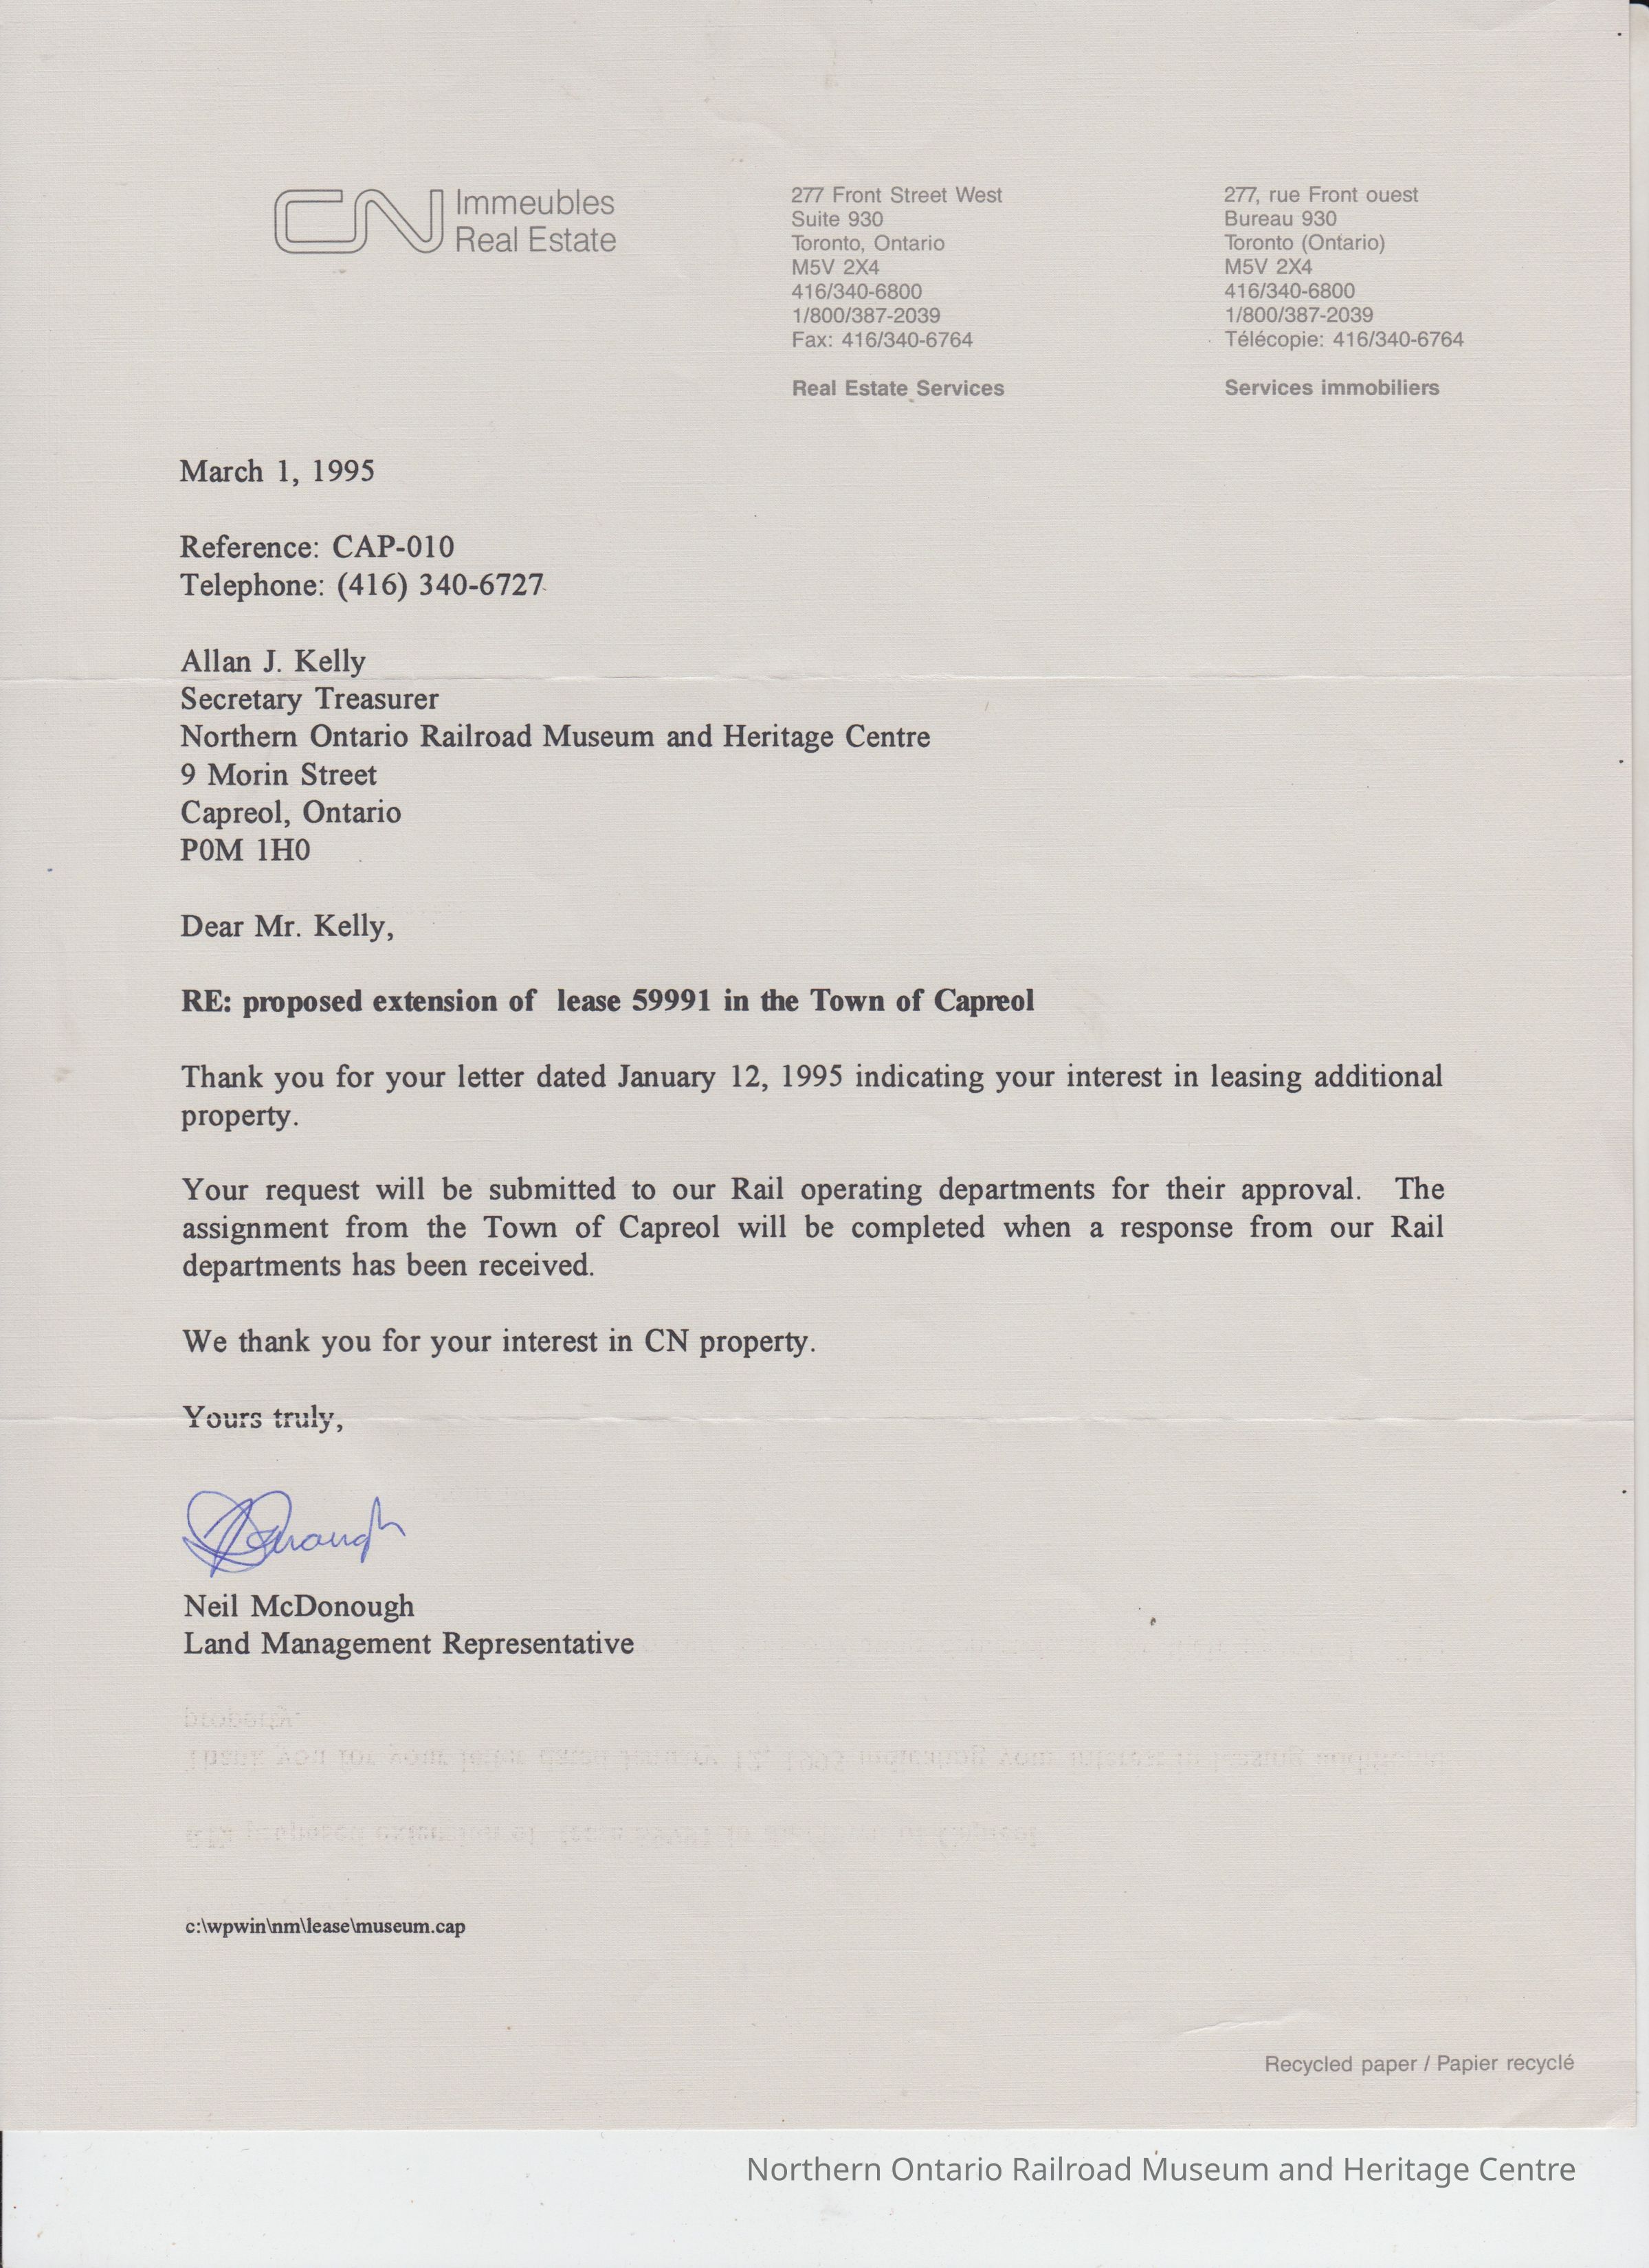 CN Immeubles
Real Estate
277 Front Street West
Suite 930
Toronto, Ontario
M5V 2X4
416/340-6800
1/800/387-2039
Fax: 416/340-6764
Real Estate Services
277, rue Front ouest
Bureau 930
Toronto (Ontario)
M5V 2X4
416/340-6800
1/800/387-2039
Télécopie: 416/340-6764
Services immobiliers
March 1, 1995
Reference: CAP-010
Telephone: (416) 340-6727
Allan J. Kelly
Secretary Treasurer
Northern Ontario Railroad Museum and Heritage Centre
9 Morin Street
Capreol, Ontario
P0M 1H0
Dear Mr. Kelly,
RE: proposed extension of lease 59991 in the Town of Capreol
Thank you for your letter dated January 12, 1995 indicating your interest in leasing additional
property.
Your request will be submitted to our Rail operating departments for their approval. The
assignment from the Town of Capreol will be completed when a response from our Rail
departments has been received.
We thank you for your interest in CN property.
Yours truly,
Neil McDonough
Land Management Representative
c:\wpwin\nm\lease\museum.cap
Recycled paper / Papier recyclé
Northern Ontario Railroad Museum and Heritage Centre